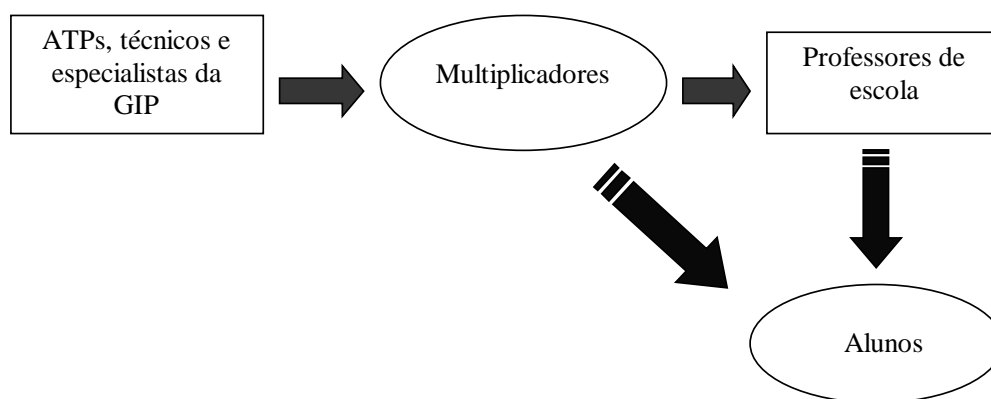 ATPs, técnicos e
especialistas da
GIP
Multiplicadores
Professores de
escola
Alunos